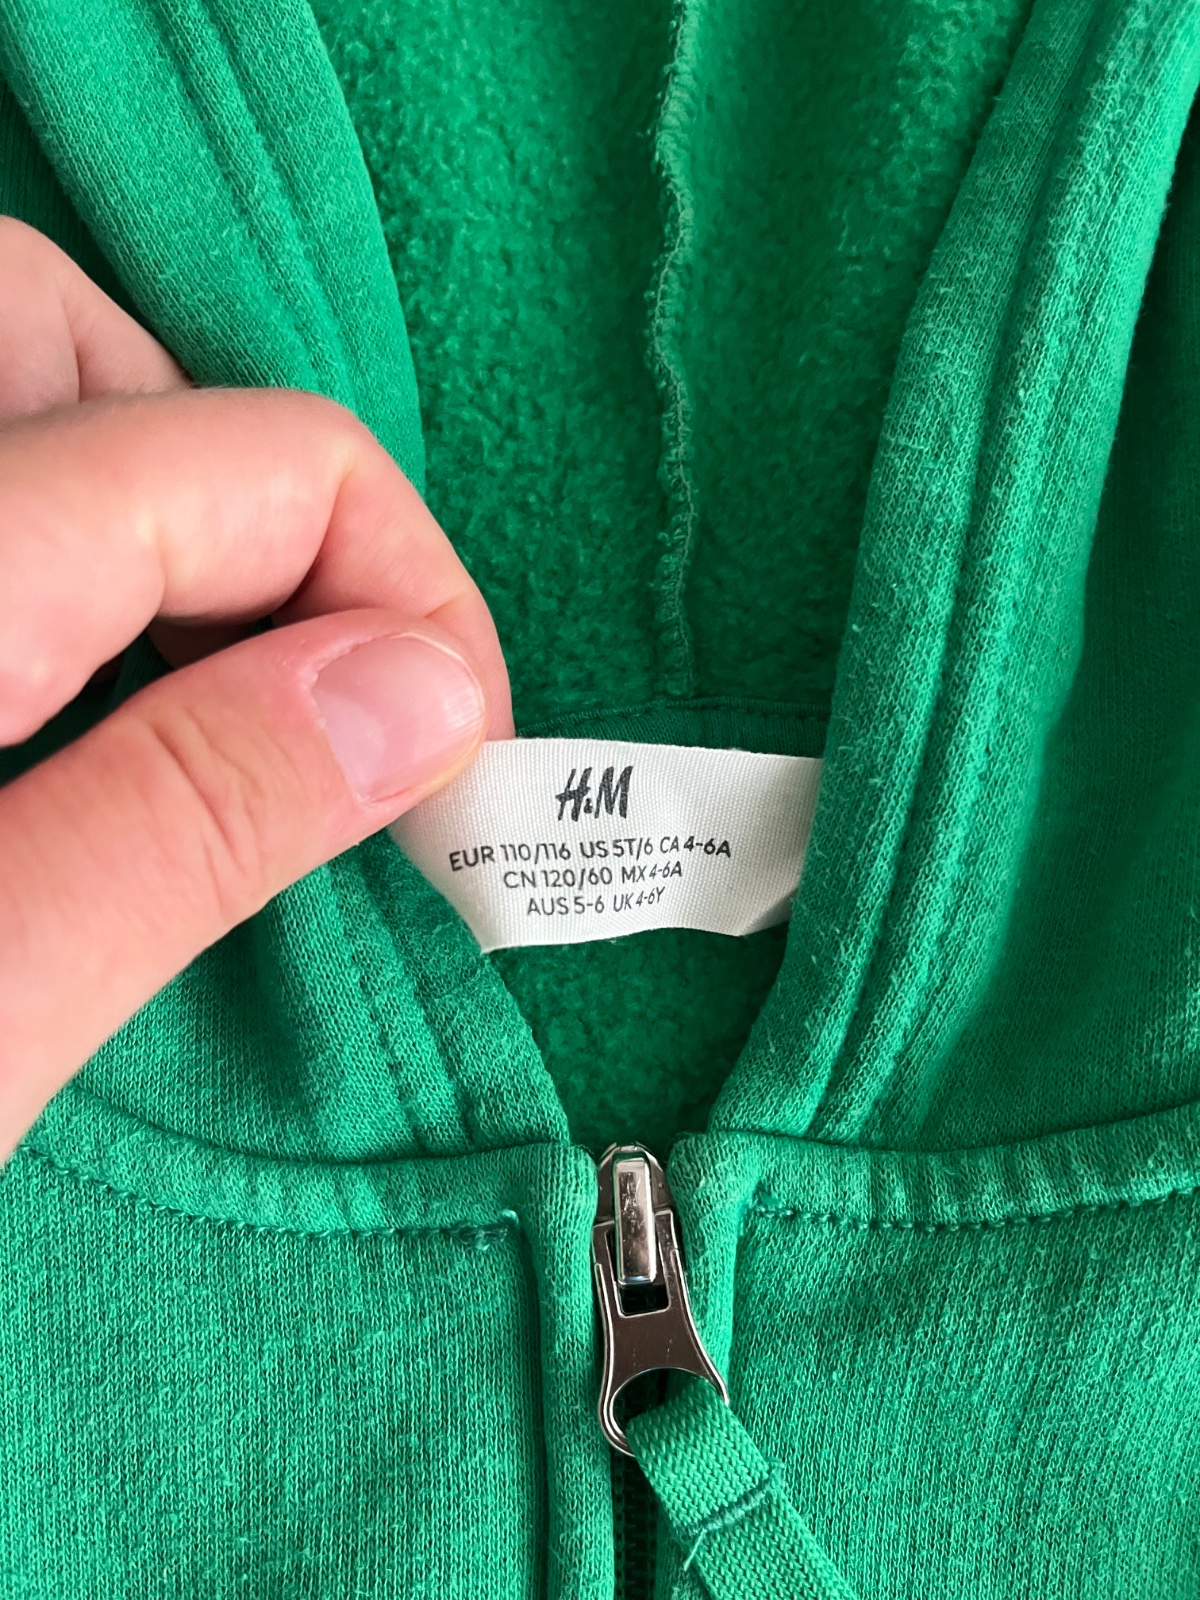 H&M
EUR 110/116 US 5T/6 CA 4-6A
CN 120/60 MX 4-6A
AUS 5-6 UK 4-6Y